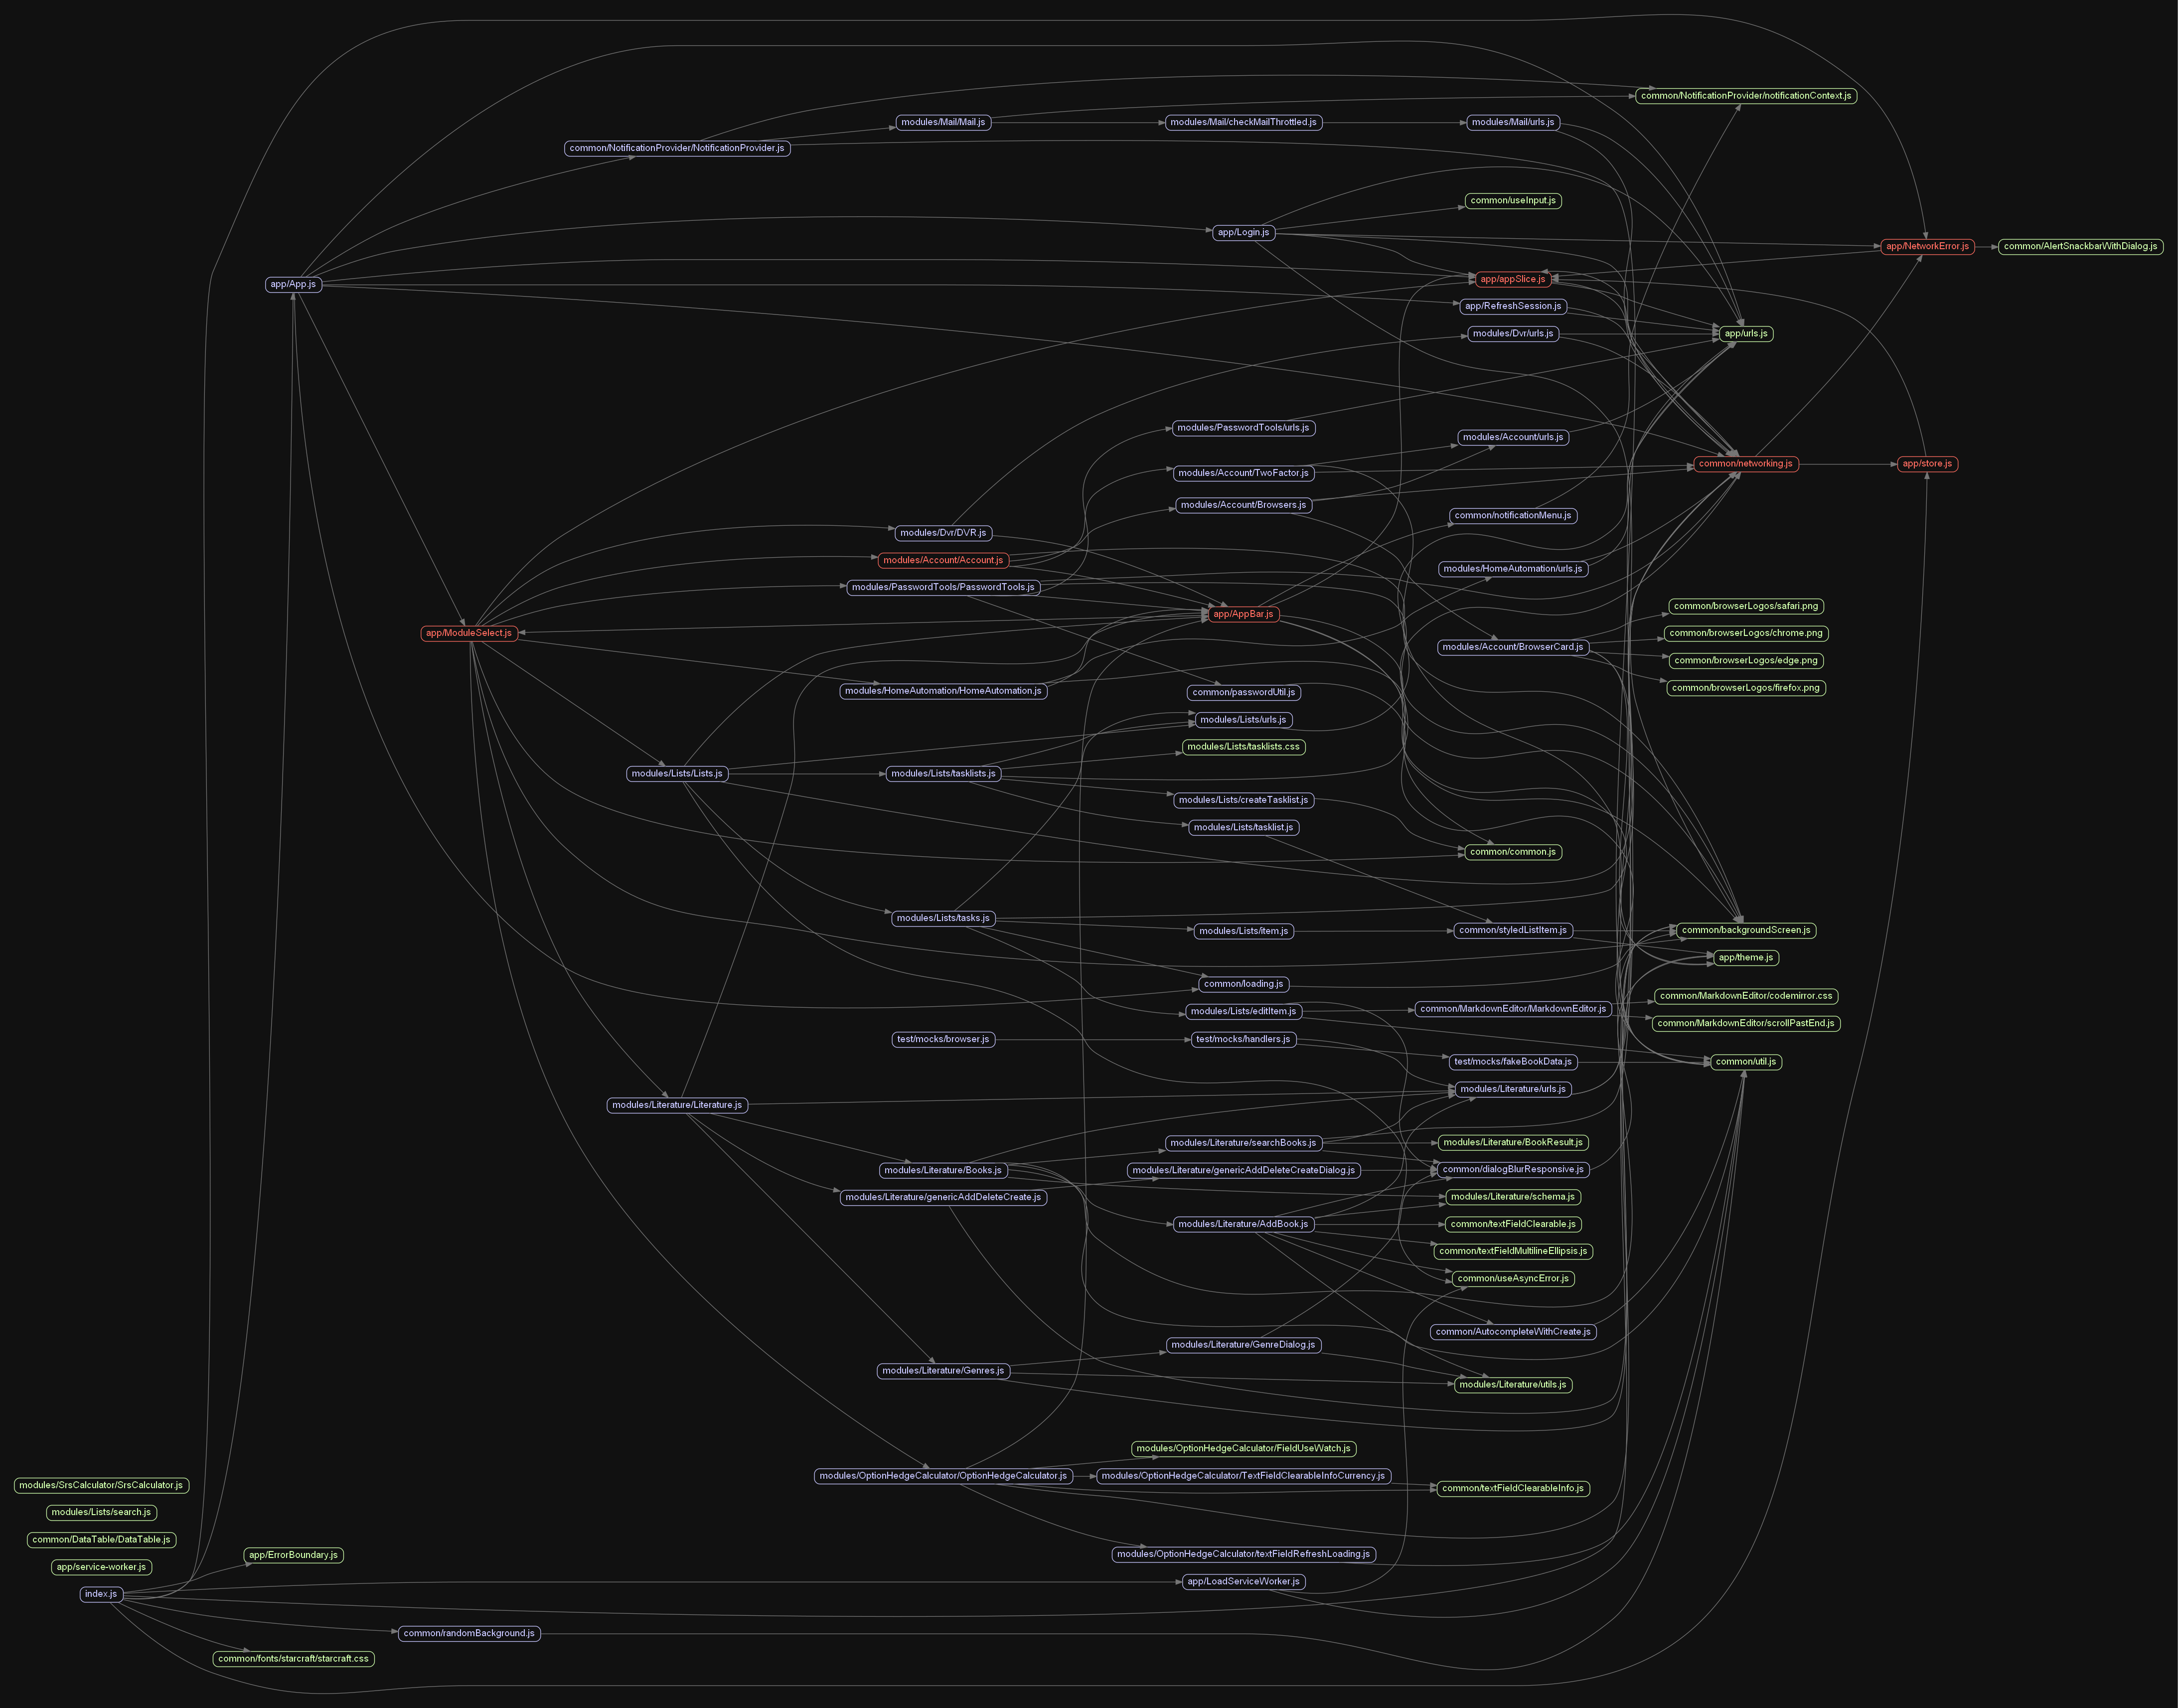 common/NotificationProvider/notificationContext.js
modules/Mail/Mail.js
modules/Mail/checkMailThrottled.js
modules/Mail/urls.js
common/NotificationProvider/NotificationProvider.js
common/useInput.js
app/Login.js
app/NetworkError.js
common/AlertSnackbarWithDialog.js
app/App.js
app/appSlice.js
app/RefreshSession.js
modules/Dvr/urls.js
app/urls.js
modules/PasswordTools/urls.js
modules/Account/urls.js
modules/Account/TwoFactor.js
common/networking.js
app/store.js
modules/Account/Browsers.js
common/notificationMenu.js
modules/Dvr/DVR.js
modules/Account/Account.js
modules/HomeAutomation/urls.js
modules/PasswordTools/PasswordTools.js
common/browserLogos/safari.png
app/AppBar.js
app/ModuleSelect.js
common/browserLogos/chrome.png
modules/Account/BrowserCard.js
common/browserLogos/edge.png
common/browserLogos/firefox.png
modules/HomeAutomation/HomeAutomation.js
common/passwordUtil.js
modules/Lists/urls.js
modules/Lists/tasklists.css
modules/Lists/Lists.js
modules/Lists/tasklists.js
modules/Lists/createTasklist.js
modules/Lists/tasklist.js
common/common.js
modules/Lists/tasks.js
modules/Lists/item.js
common/styledListItem.js
common/backgroundScreen.js
app/theme.js
common/loading.js
common/MarkdownEditor/codemirror.css
modules/Lists/editItem.js
common/MarkdownEditor/MarkdownEditor.js
common/MarkdownEditor/scrollPastEnd.js
test/mocks/browser.js
test/mocks/handlers.js
test/mocks/fakeBookData.js
common/util.js
modules/Literature/urls.js
modules/Literature/Literature.js
modules/Literature/searchBooks.js
modules/Literature/BookResult.js
modules/Literature/Books.js
modules/Literature/genericAddDeleteCreateDialog.js
common/dialogBlurResponsive.js
modules/Literature/genericAddDeleteCreate.js
modules/Literature/schema.js
modules/Literature/AddBook.js
common/textFieldClearable.js
common/textFieldMultilineEllipsis.js
common/useAsyncError.js
common/AutocompleteWithCreate.js
modules/Literature/GenreDialog.js
modules/Literature/Genres.js
modules/Literature/utils.js
modules/OptionHedgeCalculator/FieldUseWatch.js
modules/OptionHedgeCalculator/OptionHedgeCalculator.js
modules/OptionHedgeCalculator/TextFieldClearableInfoCurrency.js
modules/SrsCalculator/SrsCalculator.js
common/textFieldClearableInfo.js
modules/Lists/search.js
common/DataTable/DataTable.js
app/ErrorBoundary.js
modules/OptionHedgeCalculator/textFieldRefreshLoading.js
app/service-worker.js
app/LoadServiceWorker.js
index.js
common/randomBackground.js
common/fonts/starcraft/starcraft.css